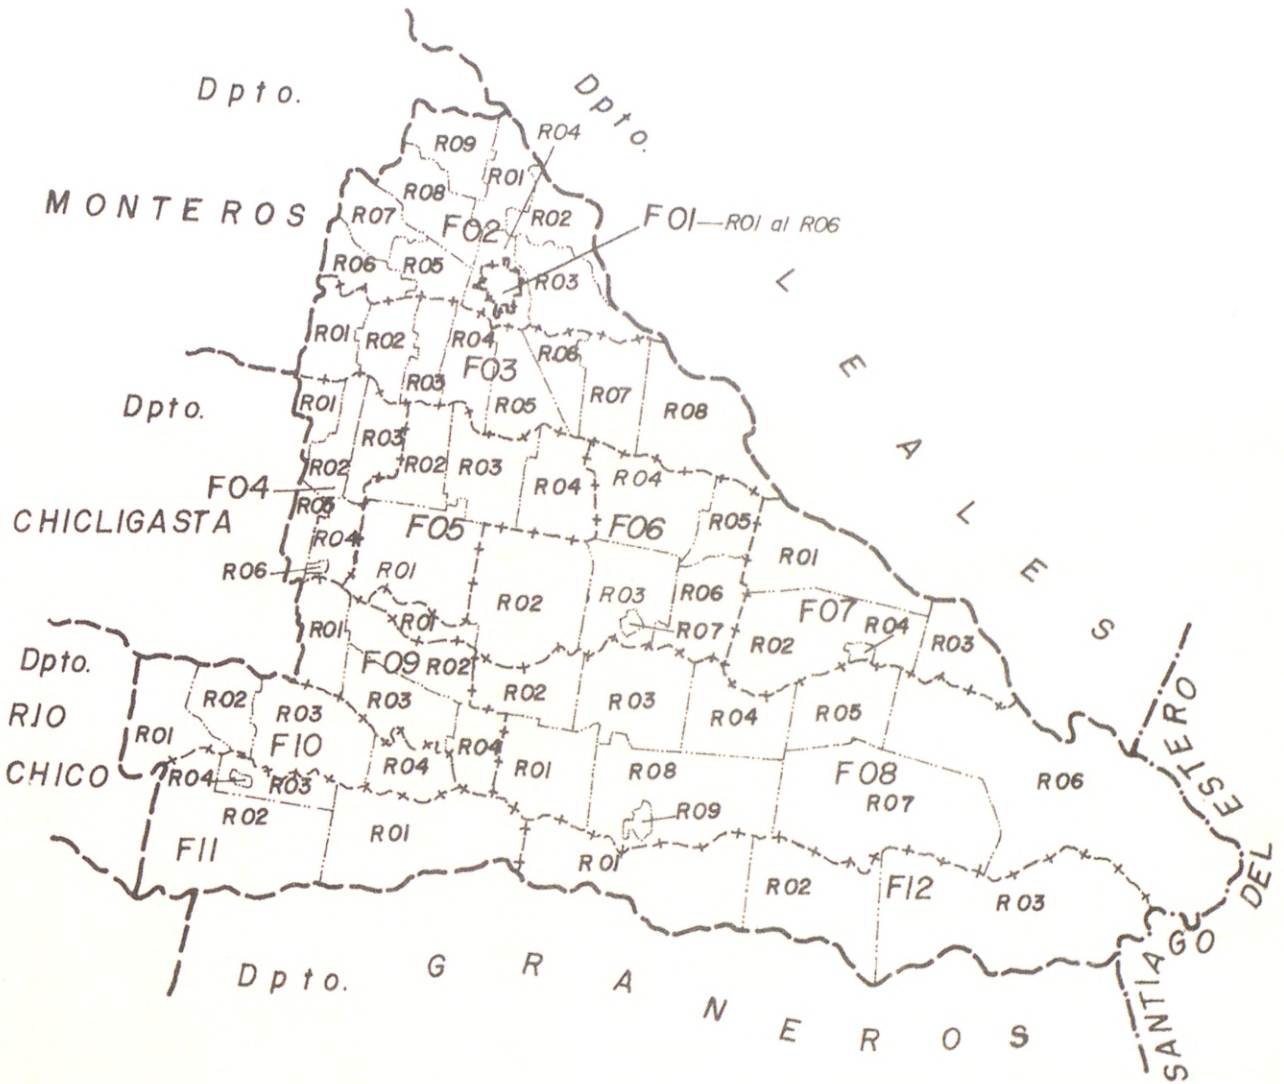 Dpto.
MONTEROS
Dpto.
LEALES
R04
R09
R01
R08
R07
F02
R02
F01—R01 al R06
R06
R05
R03
R01
R02
R04
R06
F03
R03
R07
R05
R08
Dpto.
CHICLIGASTA
R01
R03
R02
F04
R05
R04
R06
R02
R03
R04
F05
R01
R04
F06
R05
R02
R03
R06
R07
R01
R01
F07
R02
R04
R03
R01
F09
R02
R03
R04
R04
R02
R03
R04
R05
Dpto.
RIO
CHICO
R02
R03
R01
F10
R04
R03
R02
R01
F11
R01
R08
R09
F08
R07
R06
R01
R02
F12
R03
Dpto. GRANEROS
SANTIAGO DEL ESTERO